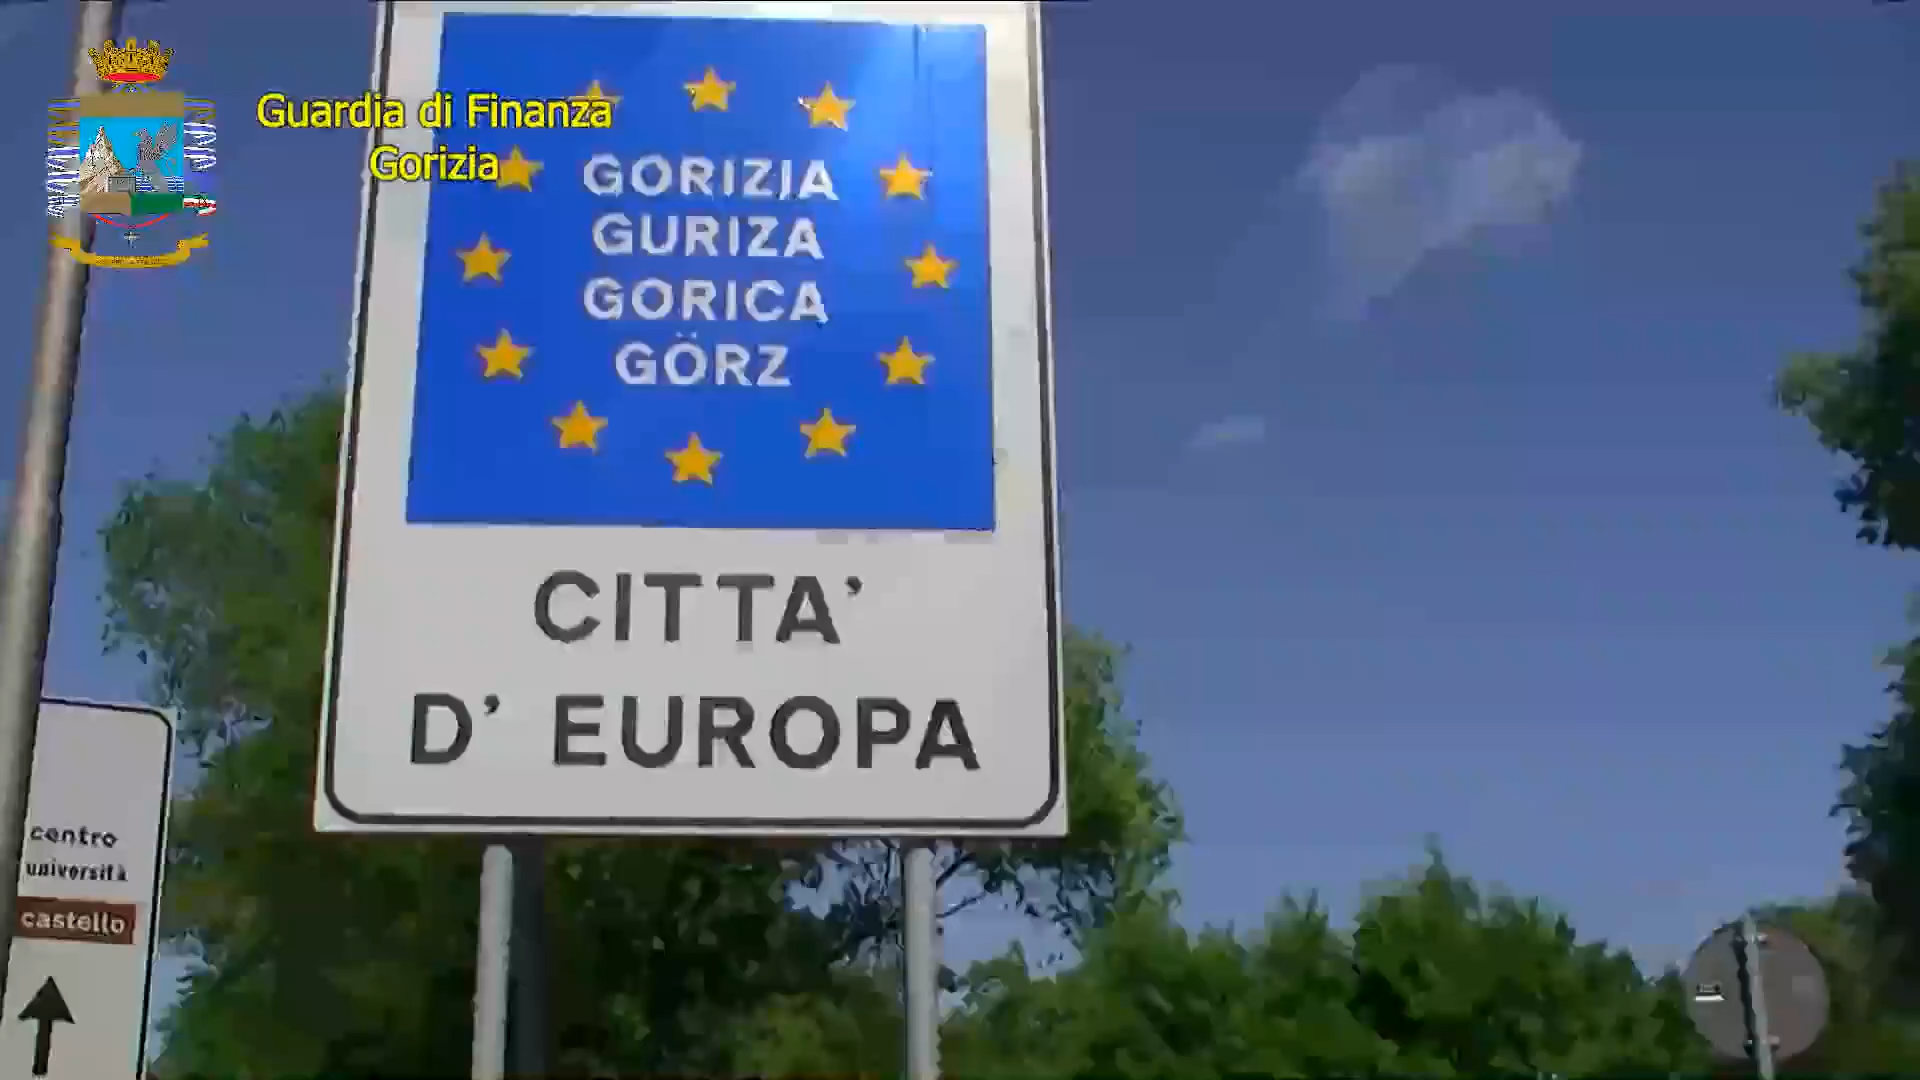 Guardia di Finanza
Gorizia
GORIZIA
GURIZA
GORICA
GÖRZ
CITTA'
D' EUROPA
centro
università
castello